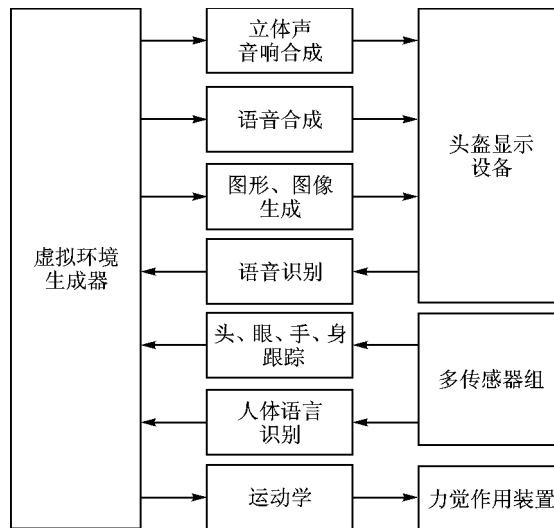 立体声
音响合成
语音合成
头盔显示
设备
图形、图像
生成
虚拟环境
生成器
语音识别
头、眼、手、身
跟踪
多传感器组
人体语言
识别
运动学
力觉作用装置